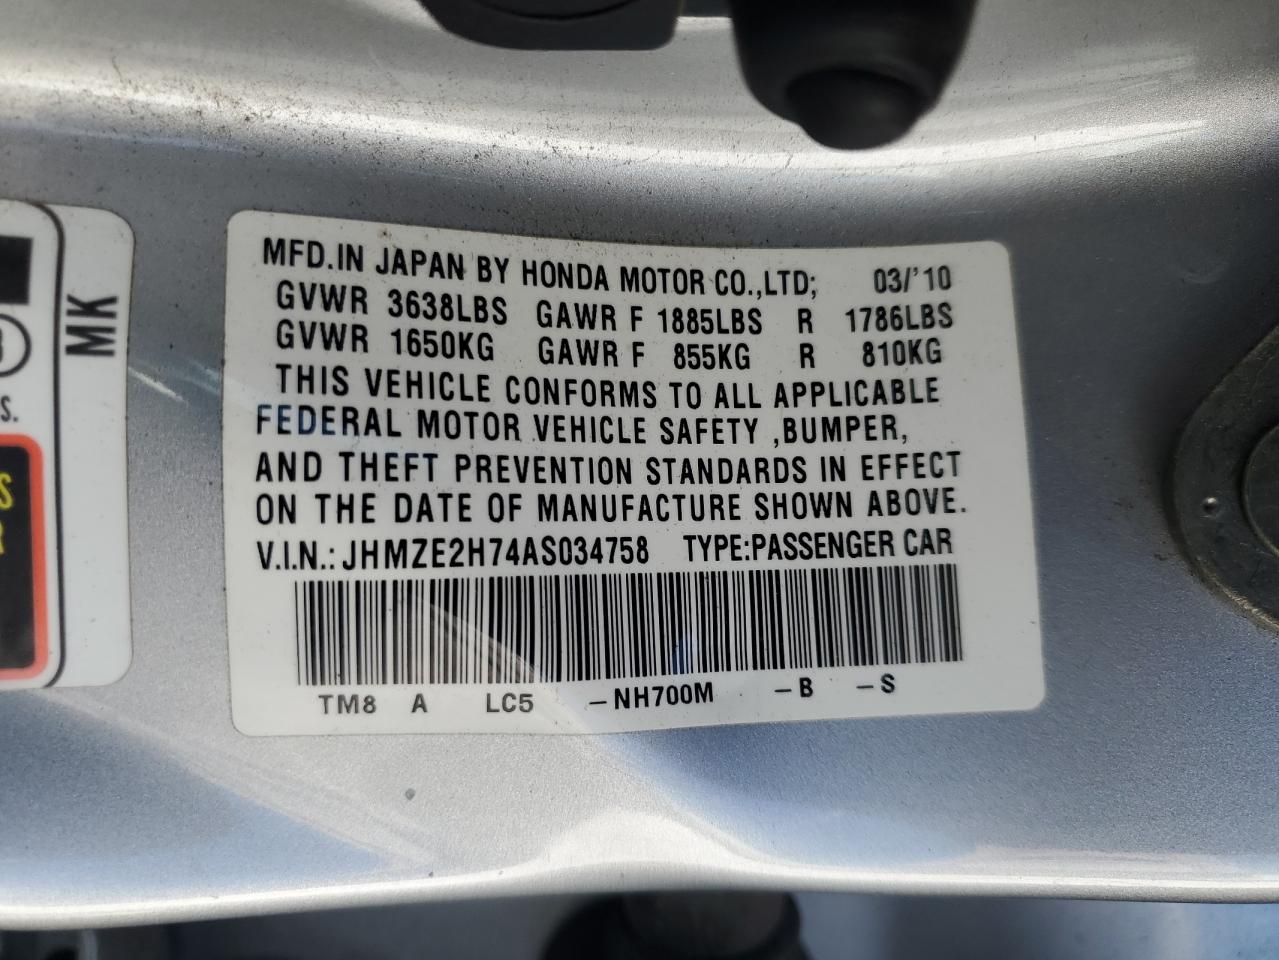 MFD.IN JAPAN BY HONDA MOTOR CO.,LTD; 03/'10
GVWR 3638LBS GAWR F 1885LBS R 1786LBS
GVWR 1650KG GAWR F 855KG R 810KG
THIS VEHICLE CONFORMS TO ALL APPLICABLE
FEDERAL MOTOR VEHICLE SAFETY ,BUMPER,
AND THEFT PREVENTION STANDARDS IN EFFECT
ON THE DATE OF MANUFACTURE SHOWN ABOVE.
V.I.N.: JHMZE2H74AS034758 TYPE:PASSENGER CAR
TM8 A LC5 –NH700M –B –S
MK